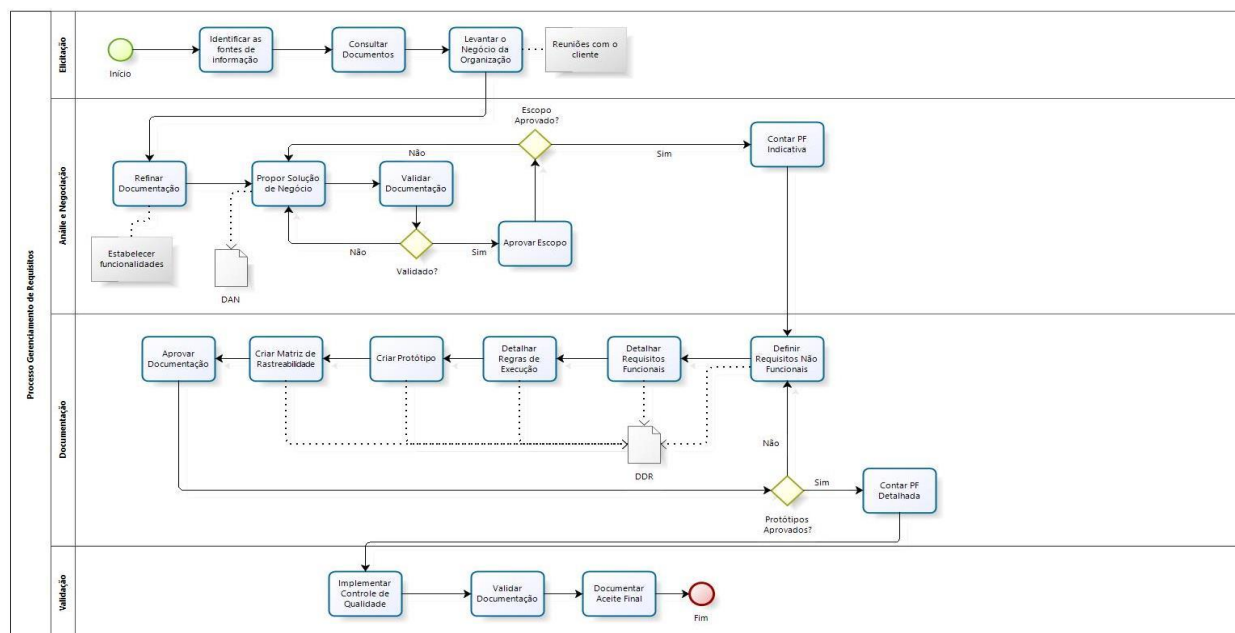 Processo Gerenciamento de Requisitos
Elicitação
Início
Identificar as
fontes de
informação
Consultar
Documentos
Levantar o
Negócio da
Organização
Reuniões com o
cliente
Análie e Negociação
Escopo
Aprovado?
Não
Sim
Contar PF
Indicativa
Refinar
Documentação
Propor Solução
de Negócio
Validar
Documentação
Aprovar Escopo
Não
Sim
Validado?
Estabelecer
funcionalidades
DAN
Documentação
Aprovar
Documentação
Criar Matriz de
Rastreabilidade
Criar Protótipo
Detalhar
Regras de
Execução
Detalhar
Requisitos
Funcionais
Definir
Requisitos Não
Funcionais
DDR
Não
Sim
Protótipos
Aprovados?
Contar PF
Detalhada
Validação
Implementar
Controle de
Qualidade
Validar
Documentação
Documentar
Aceite Final
Fim